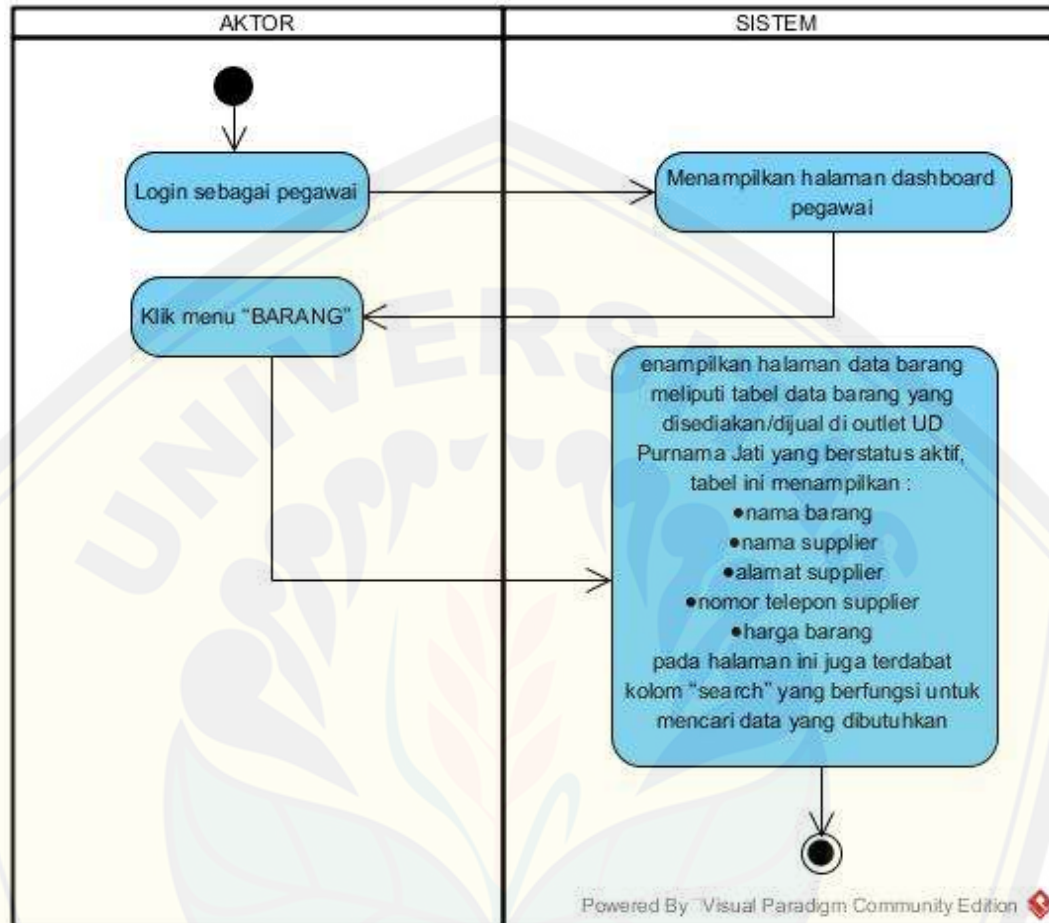 AKTOR
SISTEM
Login sebagai pegawai
Menampilkan halaman dashboard
pegawai
Klik menu “BARANG”
enampilkan halaman data barang
meliputi tabel data barang yang
disediakan/dijual di outlet UD
Purnama Jati yang berstatus aktif,
tabel ini menampilkan :
●nama barang
●nama supplier
●alamat supplier
●nomor telepon supplier
●harga barang
pada halaman ini juga terdabat
kolom “search” yang berfungsi untuk
mencari data yang dibutuhkan
Powered By Visual Paradigm Community Edition